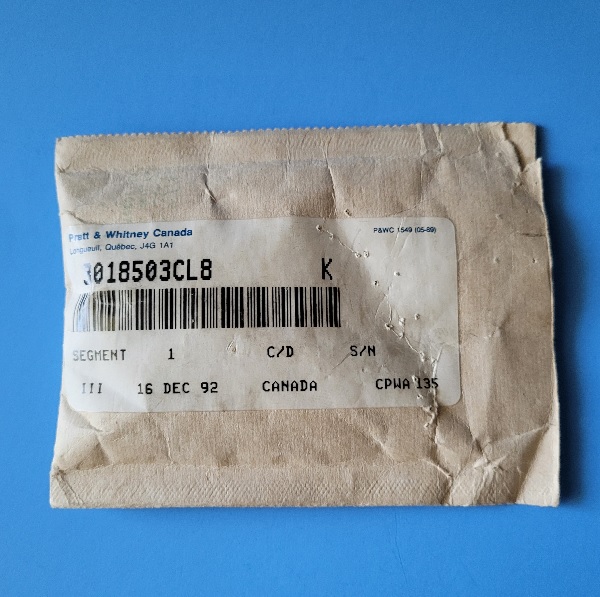 Pratt & Whitney Canada
Longueuil, Québec, J4G 1A1
P&WC 1549 (05-89)
3018503CL8 K
SEGMENT 1 C/D S/N
III 16 DEC 92 CANADA CPWA 135